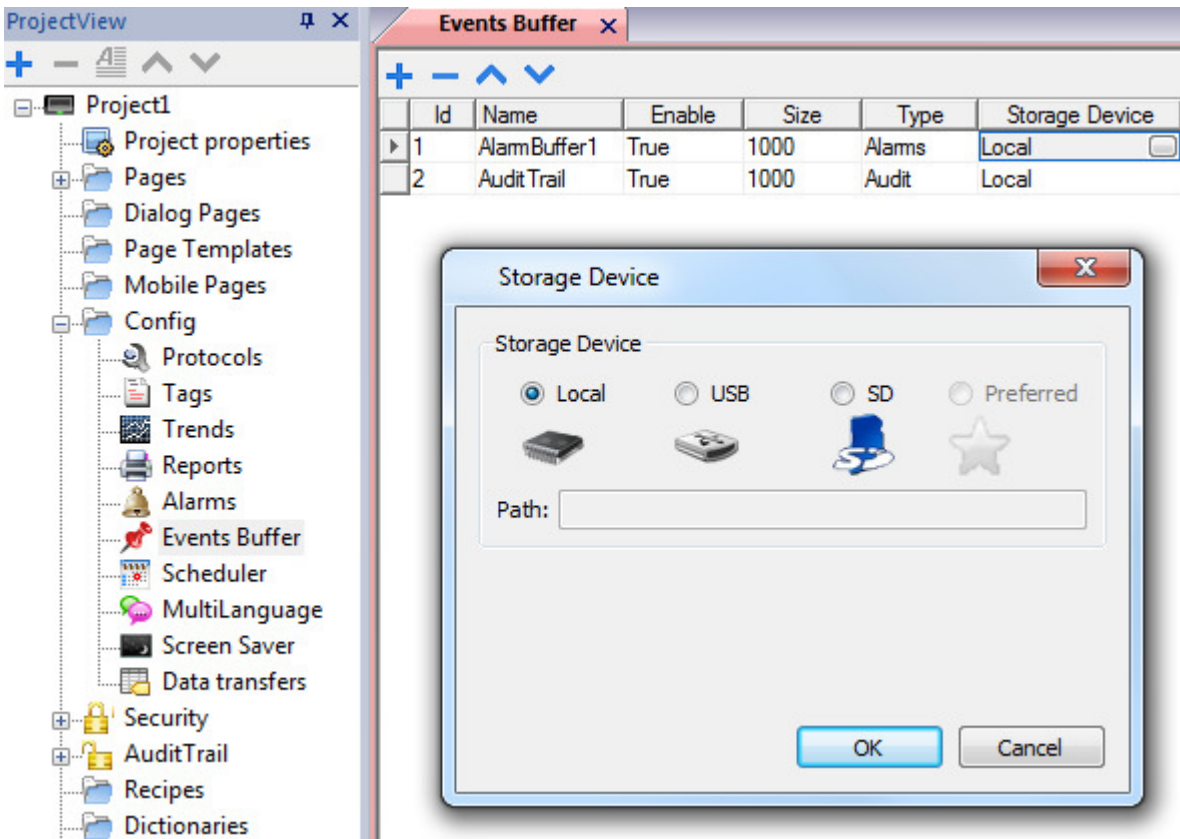 ProjectView
Project1
Project properties
Pages
Dialog Pages
Page Templates
Mobile Pages
Config
Protocols
Tags
Trends
Reports
Alarms
Events Buffer
Scheduler
MultiLanguage
Screen Saver
Data transfers
Security
AuditTrail
Recipes
Dictionaries
Events Buffer
Id Name Enable Size Type Storage Device
1 AlarmBuffer1 True 1000 Alarms Local
2 AuditTrail True 1000 Audit Local
Storage Device
Storage Device
Local USB SD Preferred
Path:
OK Cancel